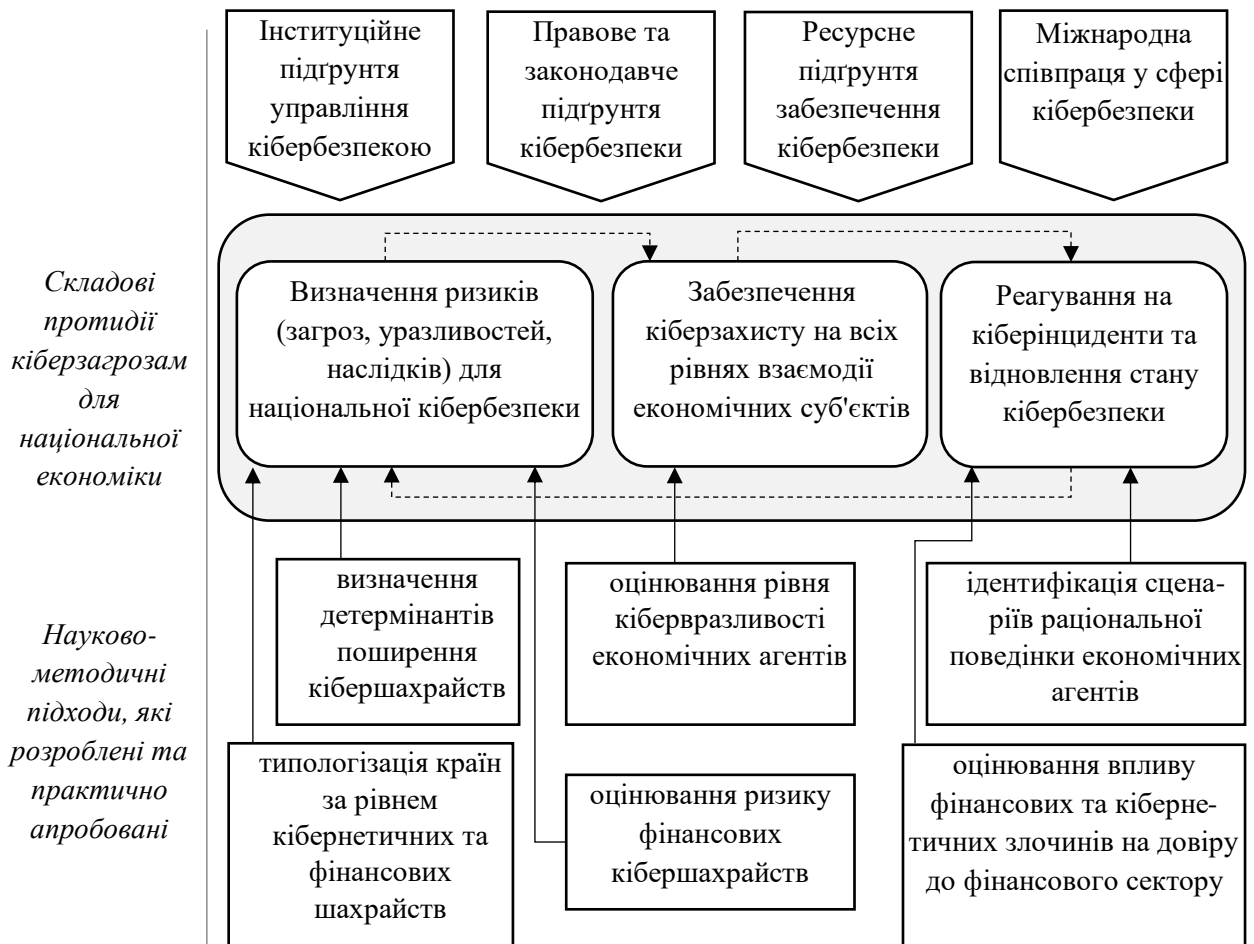 Інституційне
підґрунтя
управління
кібербезпекою
Правове та
законодавче
підґрунтя
кібербезпеки
Ресурсне
підґрунтя
забезпечення
кібербезпеки
Міжнародна
співпраця у сфері
кібербезпеки
Складові
протидії
кіберзагрозам
для
національної
економіки
Визначення ризиків
(загроз, уразливостей,
наслідків) для
національної кібербезпеки
Забезпечення
кіберзахисту на всіх
рівнях взаємодії
економічних суб'єктів
Реагування на
кіберінциденти та
відновлення стану
кібербезпеки
Науково-
методичні
підходи, які
розроблені та
практично
апробовані
визначення
детермінантів
поширення
кібершахрайств
оцінювання рівня
кібервразливості
економічних агентів
ідентифікація сцена-
ріїв раціональної
поведінки економічних
агентів
типологізація країн
за рівнем
кібернетичних та
фінансових
шахрайств
оцінювання ризику
фінансових
кібершахрайств
оцінювання впливу
фінансових та кіберне-
тичних злочинів на довіру
до фінансового сектору